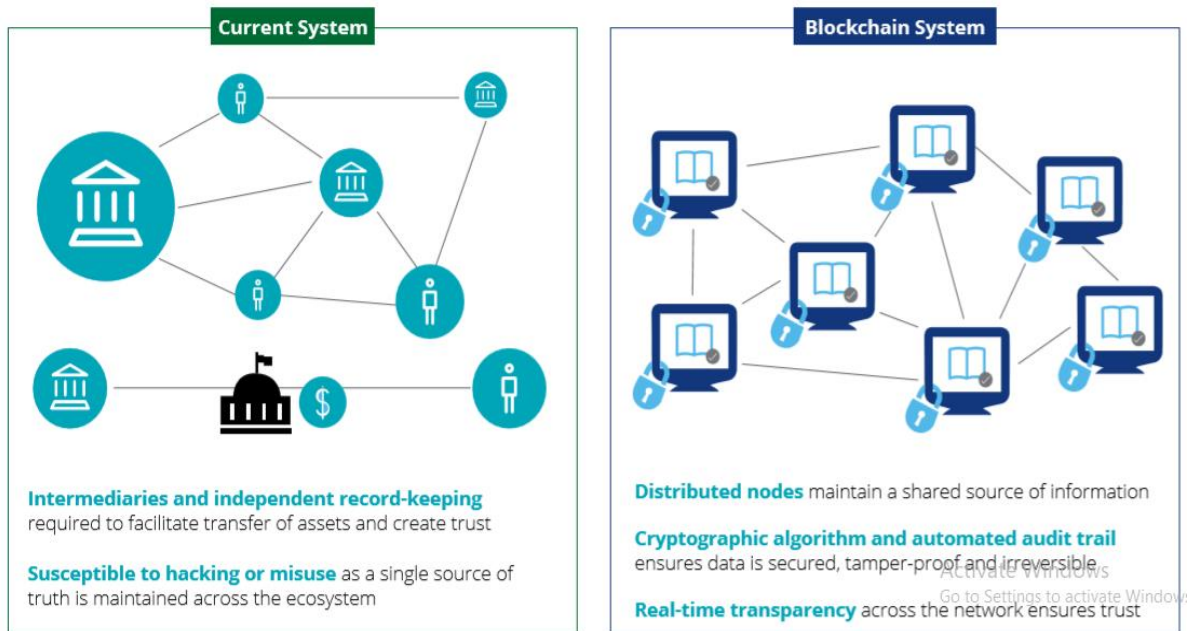 Current System
$
Intermediaries and independent record-keeping
required to facilitate transfer of assets and create trust
Susceptible to hacking or misuse as a single source of
truth is maintained across the ecosystem
Blockchain System
Distributed nodes maintain a shared source of information
Cryptographic algorithm and automated audit trail
ensures data is secured, tamper-proof and irreversible
Real-time transparency across the network ensures trust
Activate Windows
Go to Settings to activate Windows